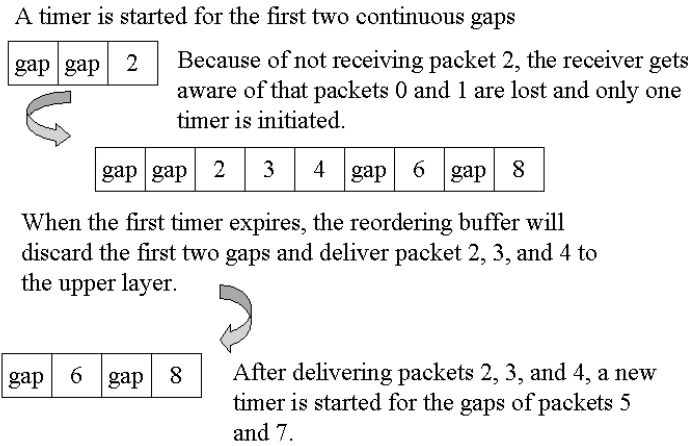 A timer is started for the first two continuous gaps
gap gap 2
Because of not receiving packet 2, the receiver gets
aware of that packets 0 and 1 are lost and only one
timer is initiated.
gap gap 2 3 4 gap 6 gap 8
When the first timer expires, the reordering buffer will
discard the first two gaps and deliver packet 2, 3, and 4 to
the upper layer.
gap 6 gap 8
After delivering packets 2, 3, and 4, a new
timer is started for the gaps of packets 5
and 7.